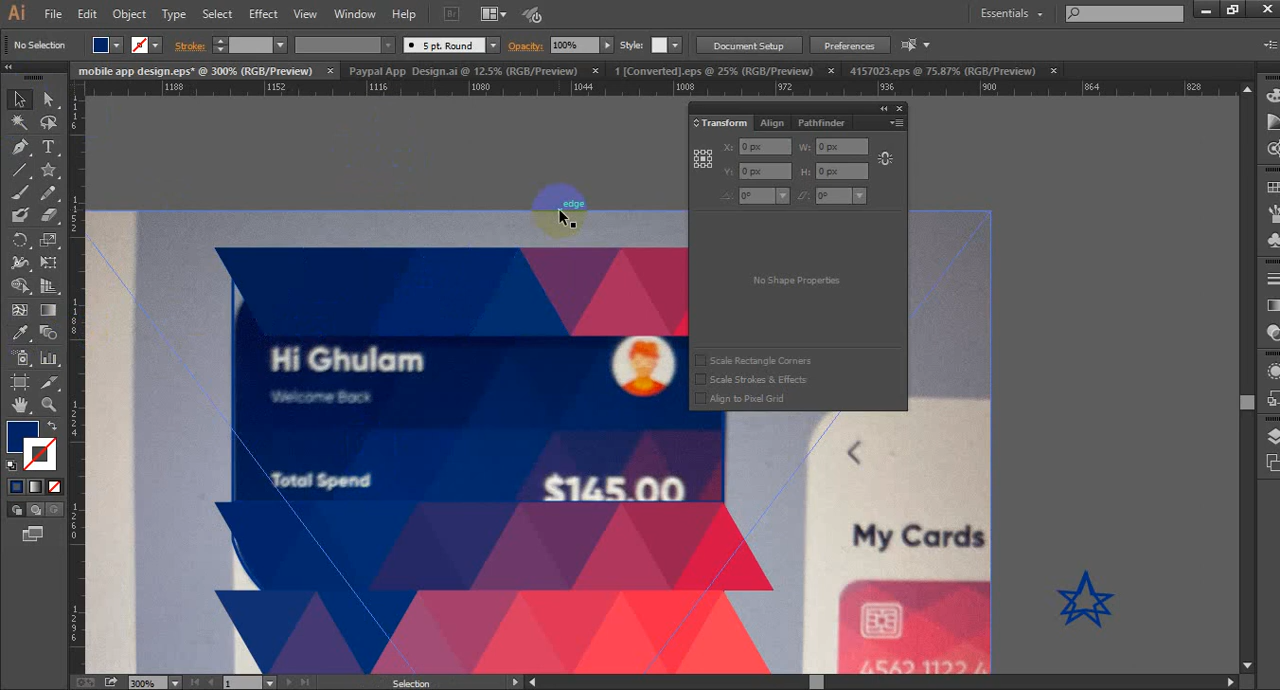 Ai File Edit Object Type Select Effect View Window Help Br Essentials
No Selection Stroke: 5 pt. Round Opacity: 100% Style: Document Setup Preferences
mobile app design.eps* @ 300% (RGB/Preview) × Paypal App Design.ai @ 12.5% (RGB/Preview) × 1 [Converted].eps @ 25% (RGB/Preview) × 4157023.eps @ 75.87% (RGB/Preview) ×
1188 1152 1116 1080 1044 1008 972 936 900 864 828
Transform Align Pathfinder
X: 0 px W: 0 px
Y: 0 px H: 0 px
0° 0°
edge
No Shape Properties
Hi Ghulam
Welcome Back
Scale Rectangle Corners
Scale Strokes & Effects
Align to Pixel Grid
Total Spend $145.00
My Cards
4562 1122 4
300% 1 Selection